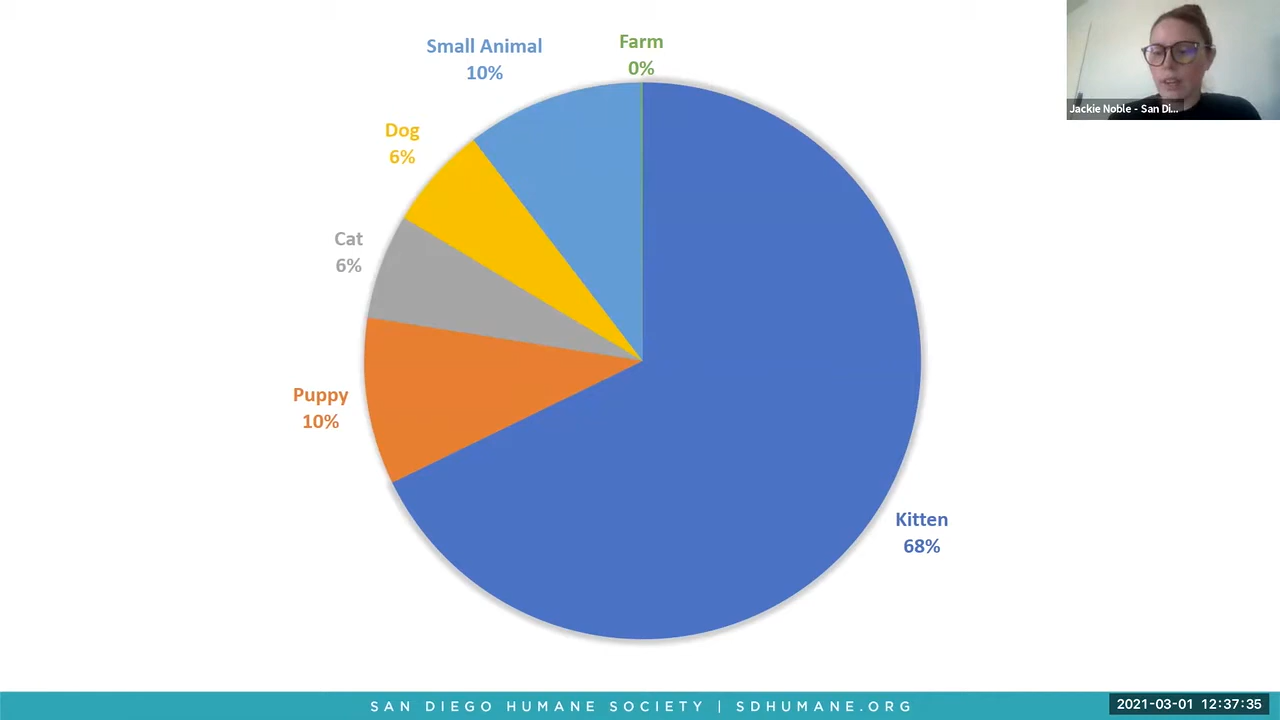 Small Animal
10%
Farm
0%
Dog
6%
Cat
6%
Puppy
10%
Kitten
68%
Jackie Noble - San Di...
SAN DIEGO HUMANE SOCIETY | SDHUMANE.ORG
2021-03-01 12:37:35